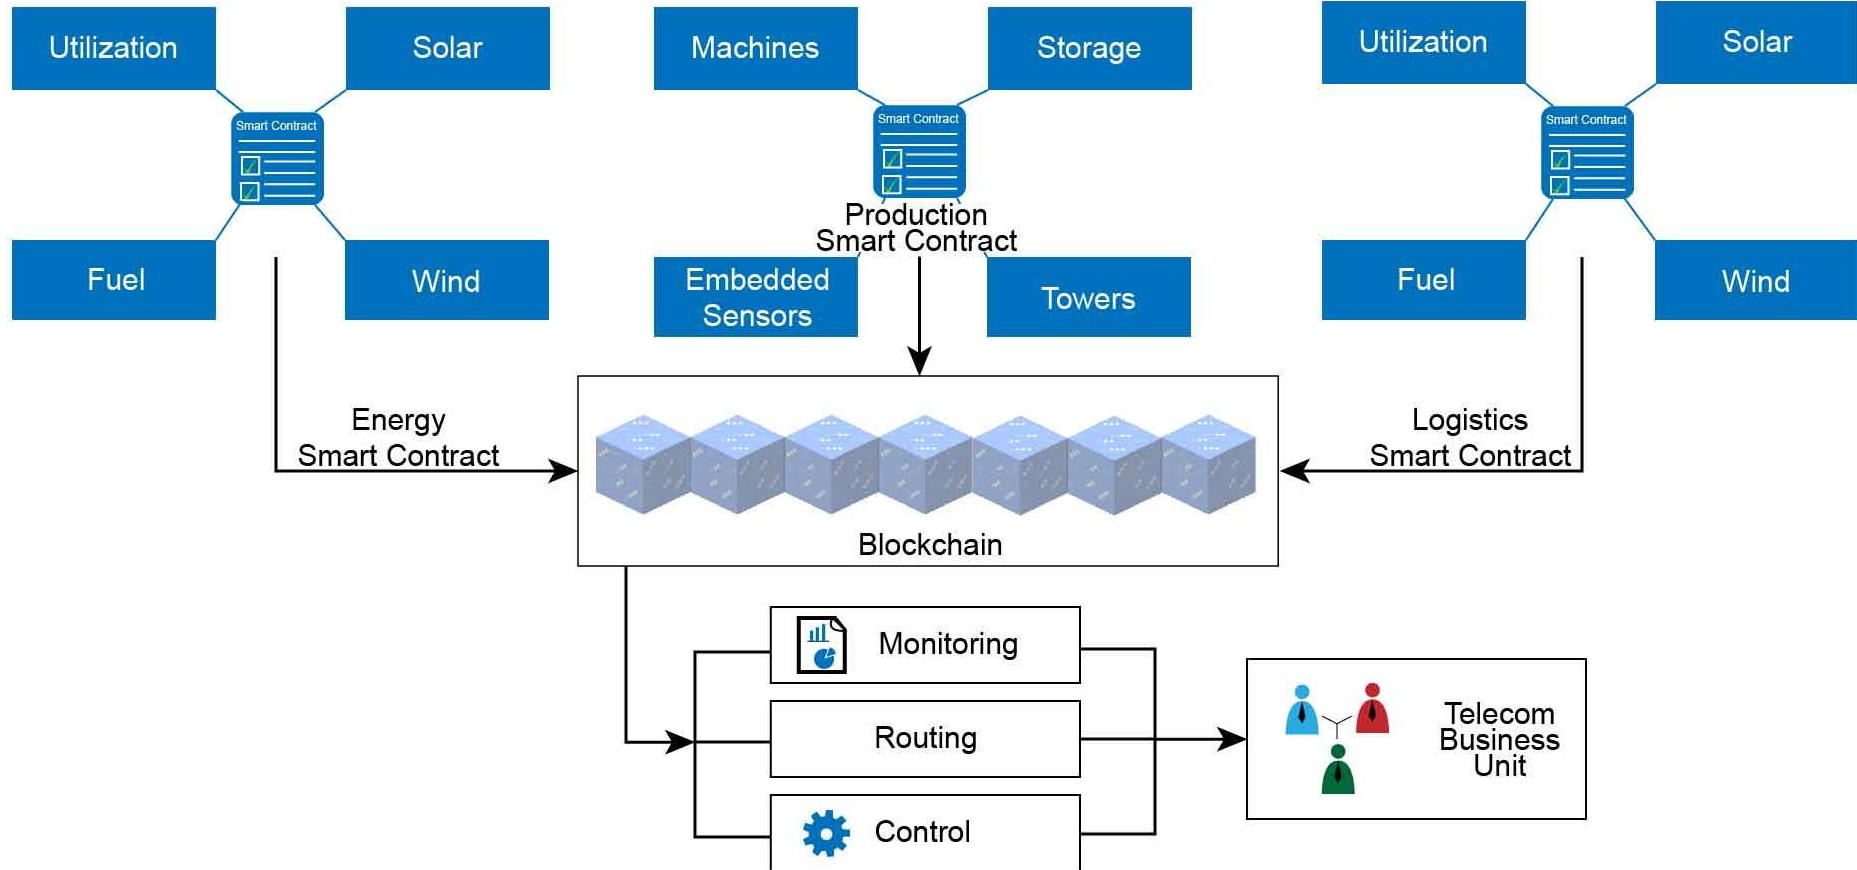 Utilization
Solar
Smart Contract
Fuel
Wind
Machines
Storage
Smart Contract
Production
Smart Contract
Embedded
Sensors
Towers
Utilization
Solar
Smart Contract
Fuel
Wind
Energy
Smart Contract
Logistics
Smart Contract
Blockchain
Monitoring
Routing
Control
Telecom
Business
Unit